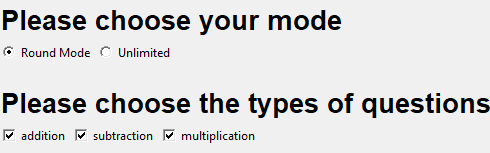 Please choose your mode
Round Mode Unlimited
Please choose the types of questions
addition subtraction multiplication